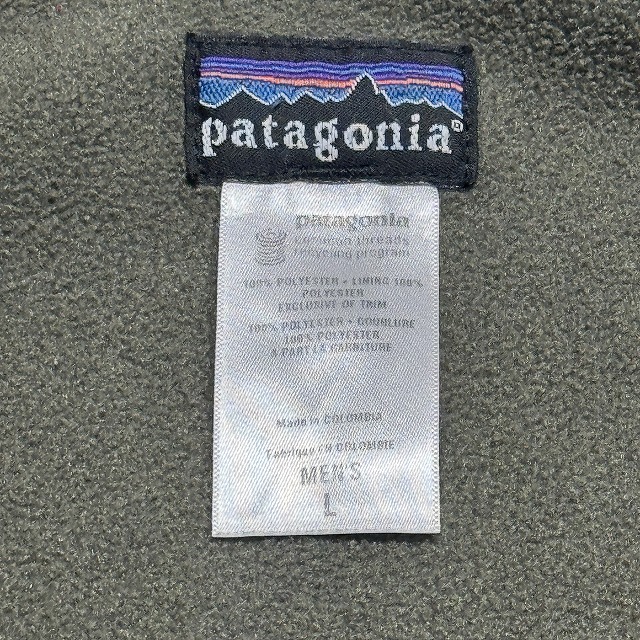 patagonia®
patagonia
common threads
recycling program
100% POLYESTER • LINING 100%
POLYESTER
EXCLUSIVE OF TRIM
100% POLYESTER • DOUBLURE
100% POLYESTER
À PART LA GARNITURE
Made in COLOMBIA
Fabriqué en COLOMBIE
MEN'S
L